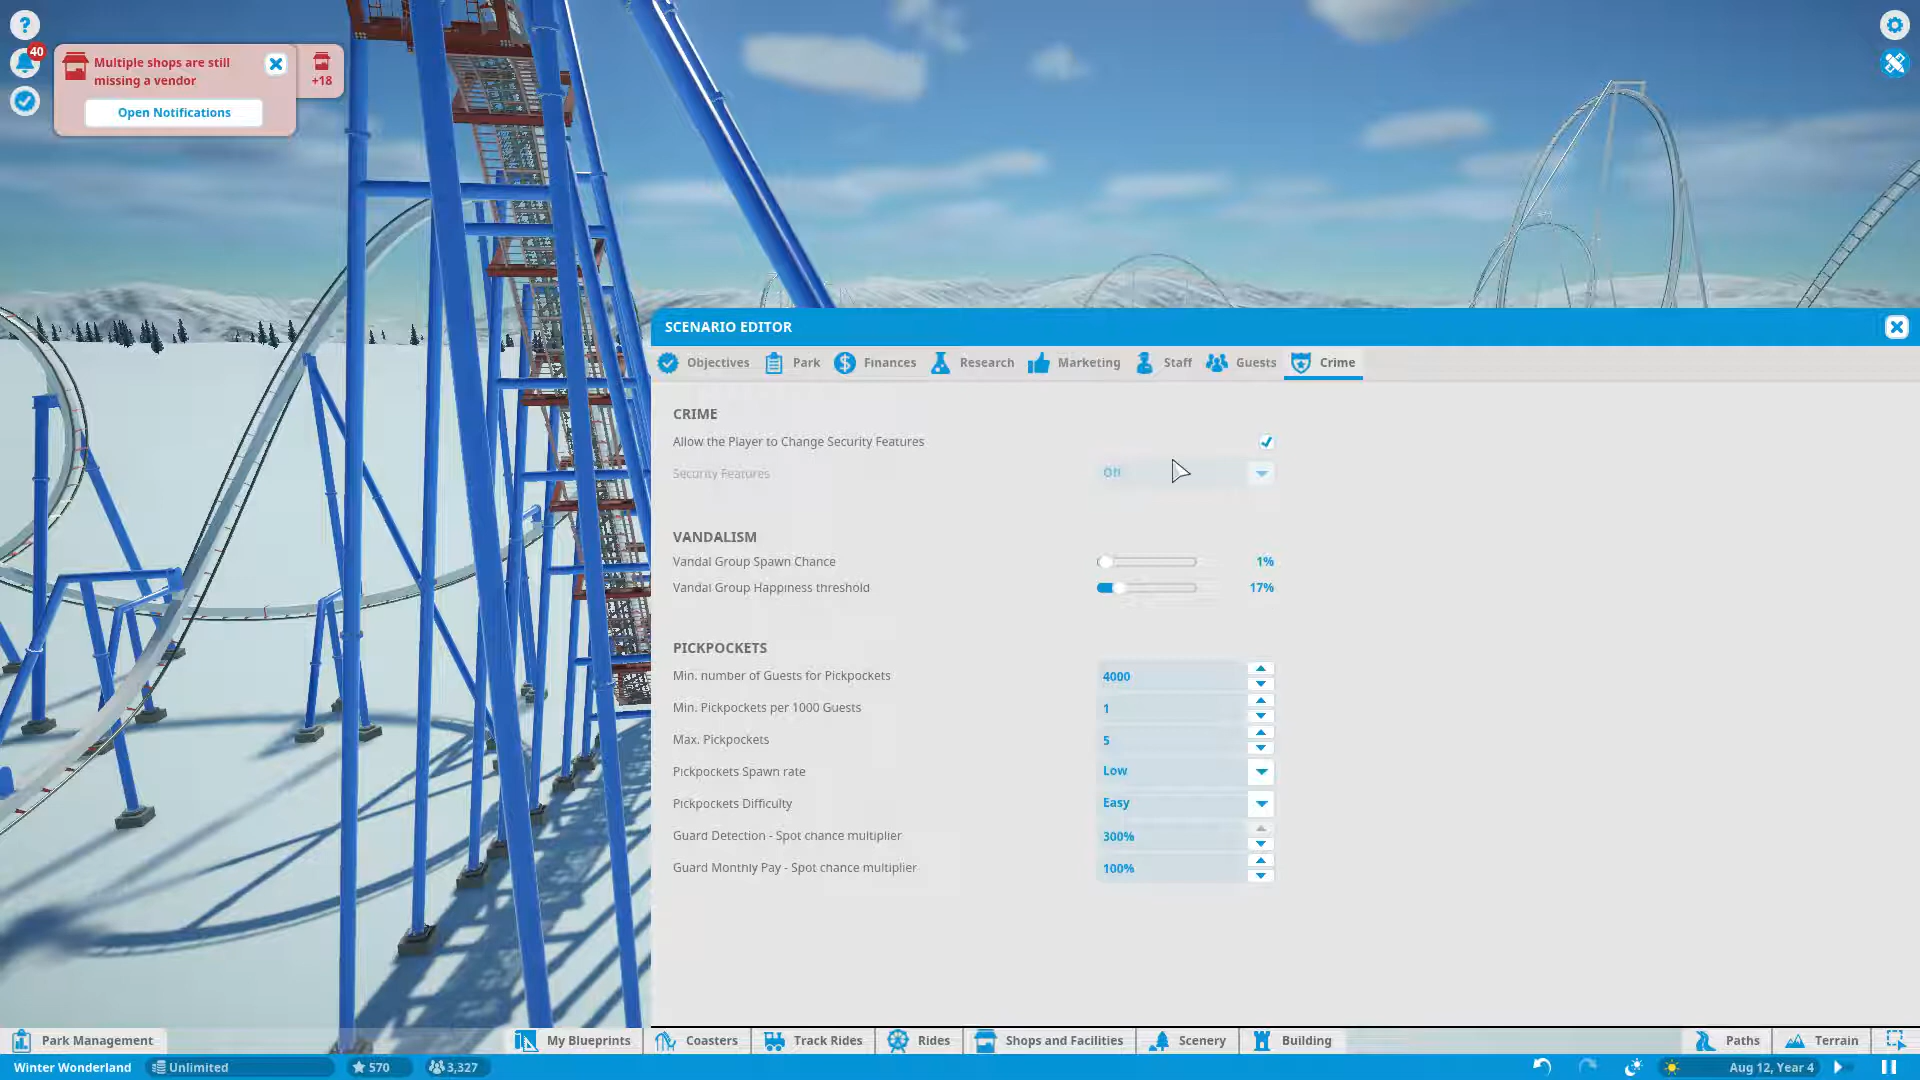 ?
40
Multiple shops are still
missing a vendor
+18
Open Notifications
SCENARIO EDITOR
Objectives
Park
Finances
Research
Marketing
Staff
Guests
Crime
CRIME
Allow the Player to Change Security Features
Security Features
Off
VANDALISM
Vandal Group Spawn Chance
1%
Vandal Group Happiness threshold
17%
PICKPOCKETS
Min. number of Guests for Pickpockets
4000
Min. Pickpockets per 1000 Guests
1
Max. Pickpockets
5
Pickpockets Spawn rate
Low
Pickpockets Difficulty
Easy
Guard Detection - Spot chance multiplier
300%
Guard Monthly Pay - Spot chance multiplier
100%
Park Management
My Blueprints
Coasters
Track Rides
Rides
Shops and Facilities
Scenery
Building
Paths
Terrain
Winter Wonderland
Unlimited
570
3,327
Aug 12, Year 4